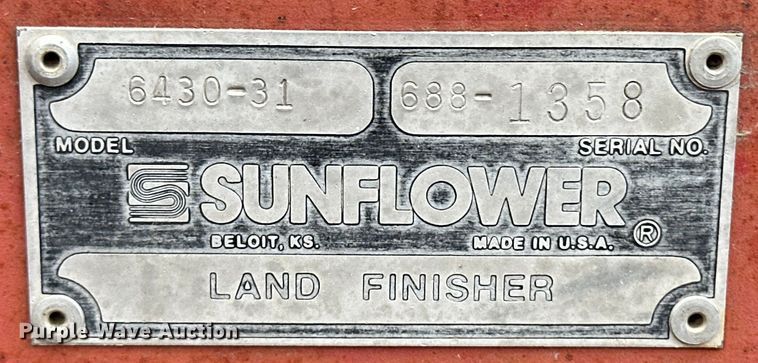 6430-31 688-1358
MODEL SERIAL NO.
SUNFLOWER ®
BELOIT, KS. MADE IN U.S.A.
LAND FINISHER
Purple Wave Auction